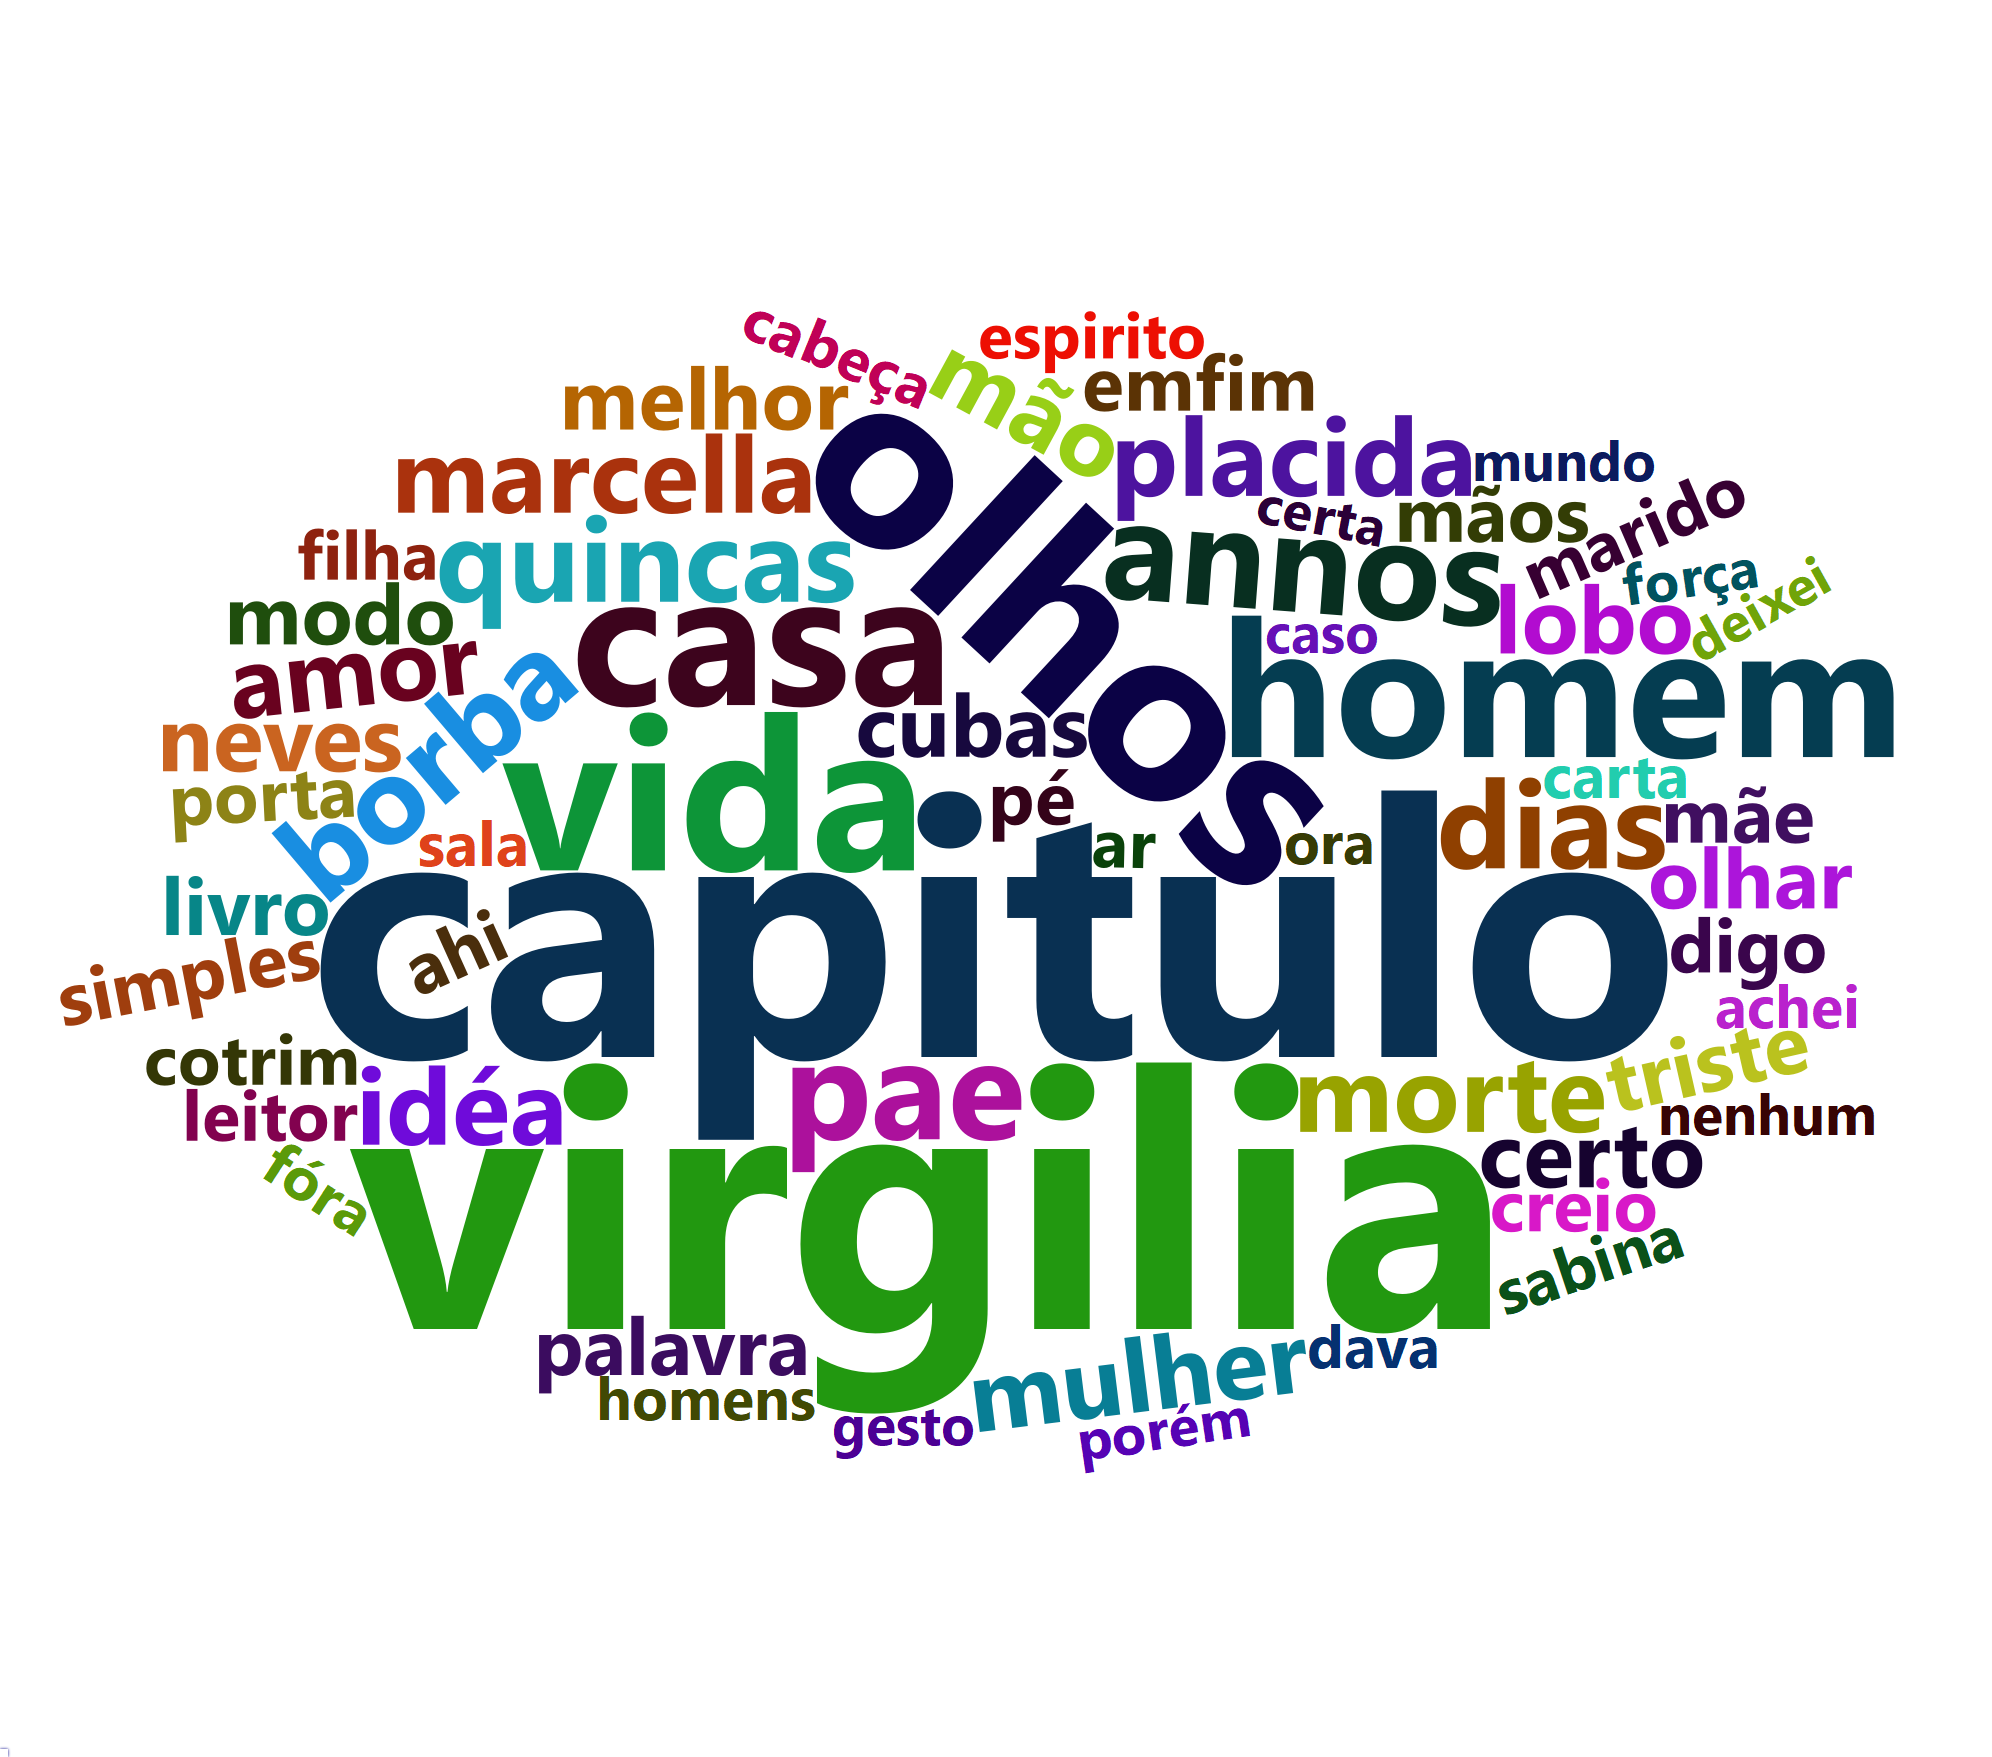 cabeça
espirito
mão
emfim
melhor
olhos
placida
mundo
marcella
certa
mãos
marido
filha
quincas
annos
força
deixei
modo
casa
caso
lobo
amor
borba
homem
neves
cubas
vida
porta
pé
carta
dias
mãe
sala
ar
ora
livro
capitulo
olhar
simples
ahi
digo
achei
cotrim
triste
leitor
idéa
pae
morte
nenhum
fóra
virgilia
certo
creio
sabina
palavra
mulher
dava
homens
gesto
porém